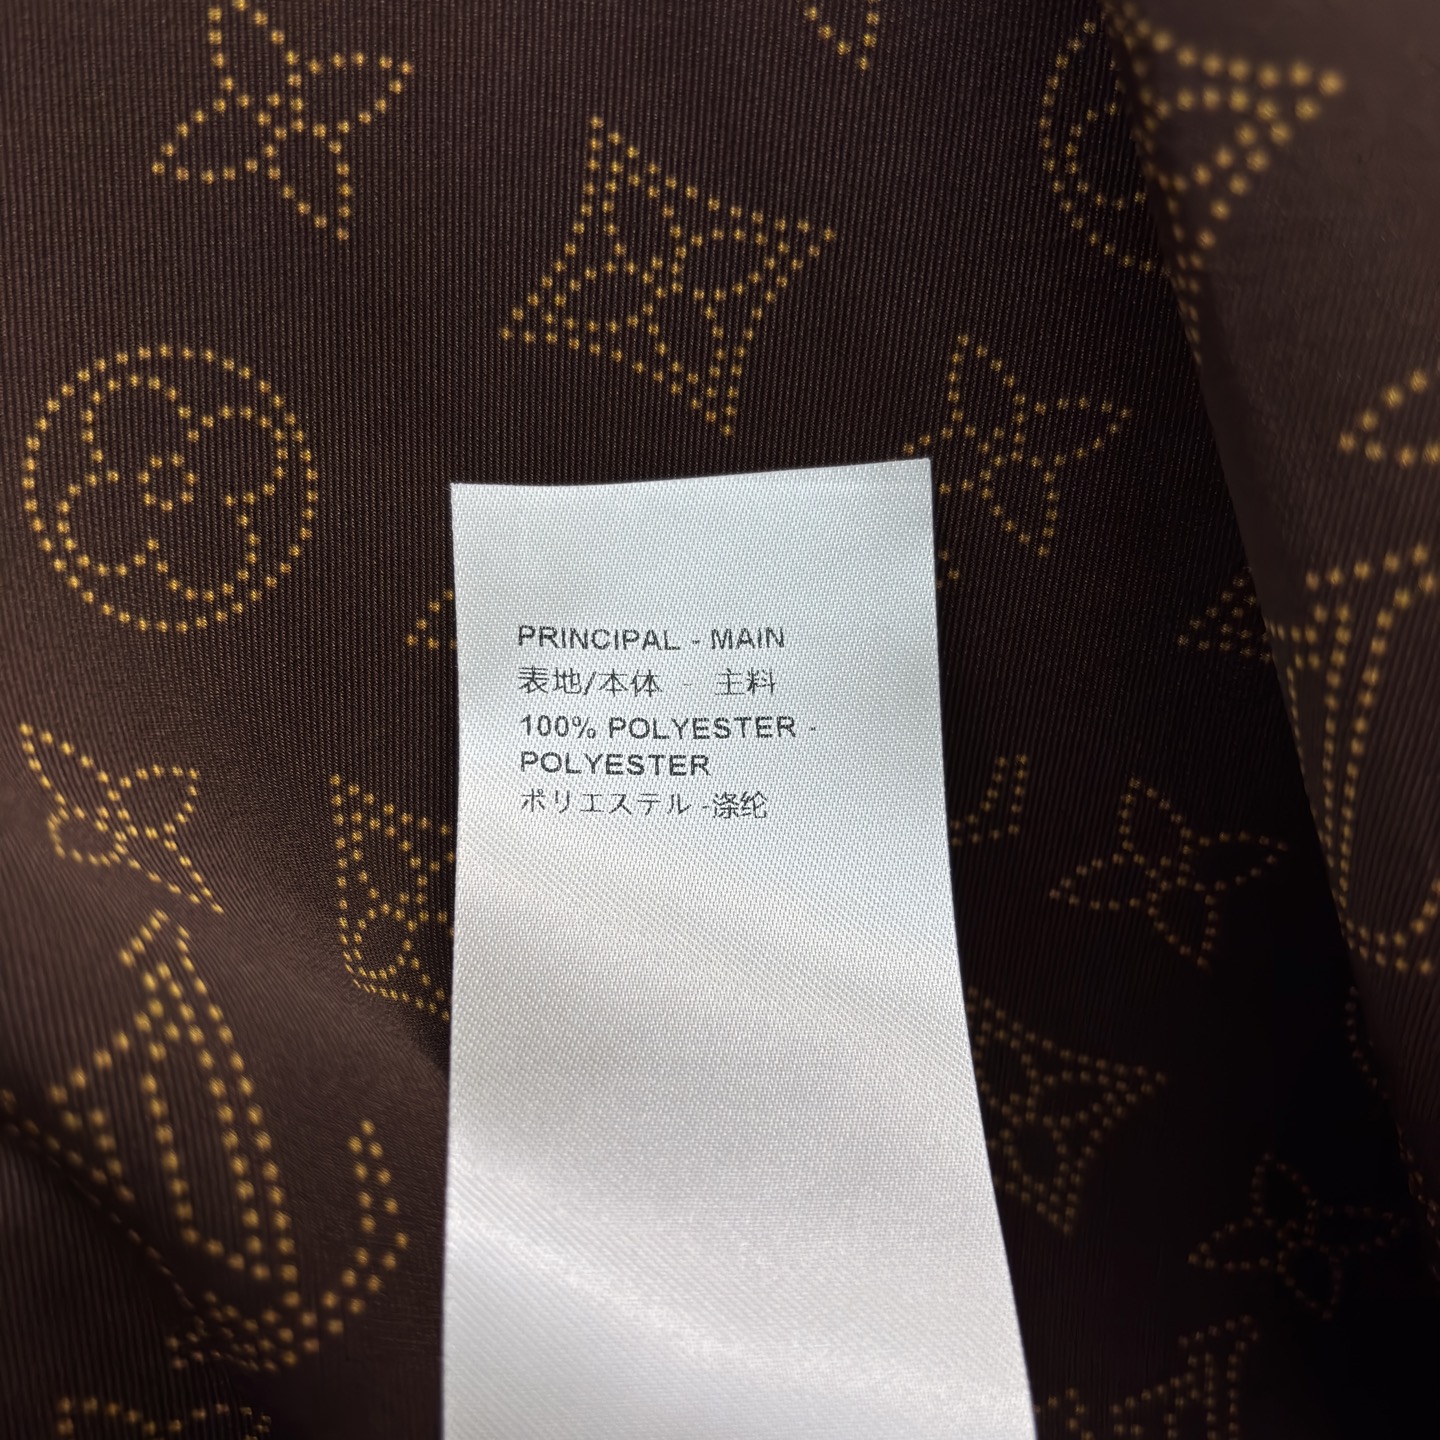 PRINCIPAL - MAIN
表地/本体 - 主料
100% POLYESTER -
POLYESTER
ポリエステル -涤纶